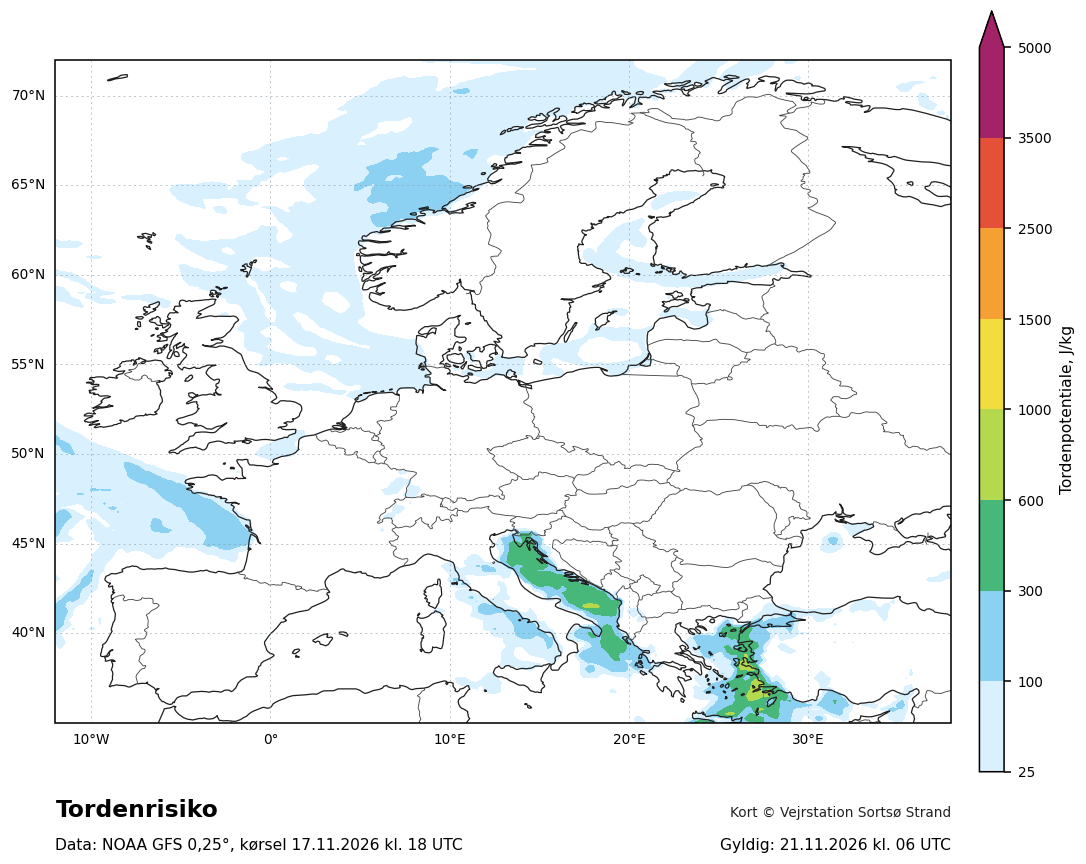 70°N
65°N
60°N
55°N
50°N
45°N
40°N
10°W
0°
10°E
20°E
30°E
5000
3500
2500
1500
1000
600
300
100
25
Tordenpotentiale, J/kg
Tordenrisiko
Kort © Vejrstation Sortsø Strand
Data: NOAA GFS 0,25°, kørsel 17.11.2026 kl. 18 UTC
Gyldig: 21.11.2026 kl. 06 UTC